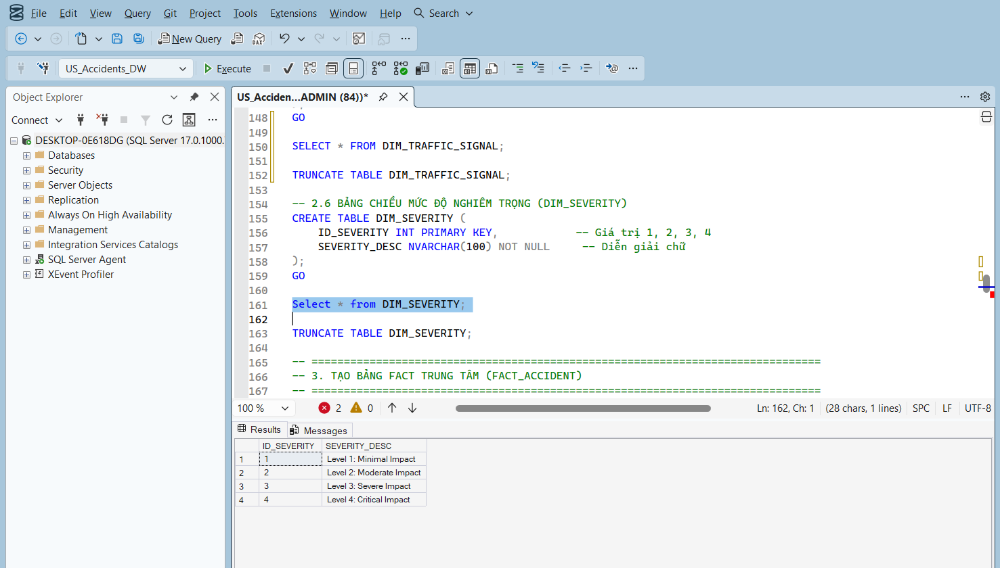 File Edit View Query Git Project Tools Extensions Window Help Search
New Query
US_Accidents_DW Execute
Object Explorer
Connect
DESKTOP-0E618DG (SQL Server 17.0.1000.
Databases
Security
Server Objects
Replication
Always On High Availability
Management
Integration Services Catalogs
SQL Server Agent
XEvent Profiler
US_Acciden...ADMIN (84))*
148 GO
149
150 SELECT * FROM DIM_TRAFFIC_SIGNAL;
151
152 TRUNCATE TABLE DIM_TRAFFIC_SIGNAL;
153
154 -- 2.6 BẢNG CHIỀU MỨC ĐỘ NGHIÊM TRỌNG (DIM_SEVERITY)
155 CREATE TABLE DIM_SEVERITY (
156 ID_SEVERITY INT PRIMARY KEY, -- Giá trị 1, 2, 3, 4
157 SEVERITY_DESC NVARCHAR(100) NOT NULL -- Diễn giải chữ
158 );
159 GO
160
161 Select * from DIM_SEVERITY;
162
163 TRUNCATE TABLE DIM_SEVERITY;
164
165 -- ===============================================================================
166 -- 3. TẠO BẢNG FACT TRUNG TÂM (FACT_ACCIDENT)
167 -- ===============================================================================
100 % 2 0 Ln: 162, Ch: 1 (28 chars, 1 lines) SPC LF UTF-8
Results Messages
ID_SEVERITY SEVERITY_DESC
1 1 Level 1: Minimal Impact
2 2 Level 2: Moderate Impact
3 3 Level 3: Severe Impact
4 4 Level 4: Critical Impact